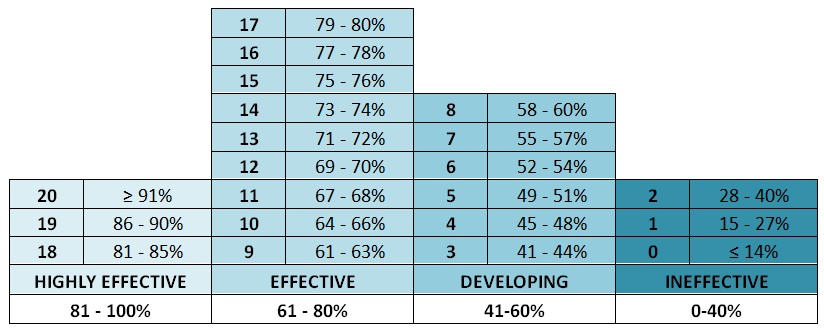 17 79 - 80%
16 77 - 78%
15 75 - 76%
14 73 - 74% 8 58 - 60%
13 71 - 72% 7 55 - 57%
12 69 - 70% 6 52 - 54%
20 ≥ 91% 11 67 - 68% 5 49 - 51% 2 28 - 40%
19 86 - 90% 10 64 - 66% 4 45 - 48% 1 15 - 27%
18 81 - 85% 9 61 - 63% 3 41 - 44% 0 ≤ 14%
HIGHLY EFFECTIVE EFFECTIVE DEVELOPING INEFFECTIVE
81 - 100% 61 - 80% 41-60% 0-40%